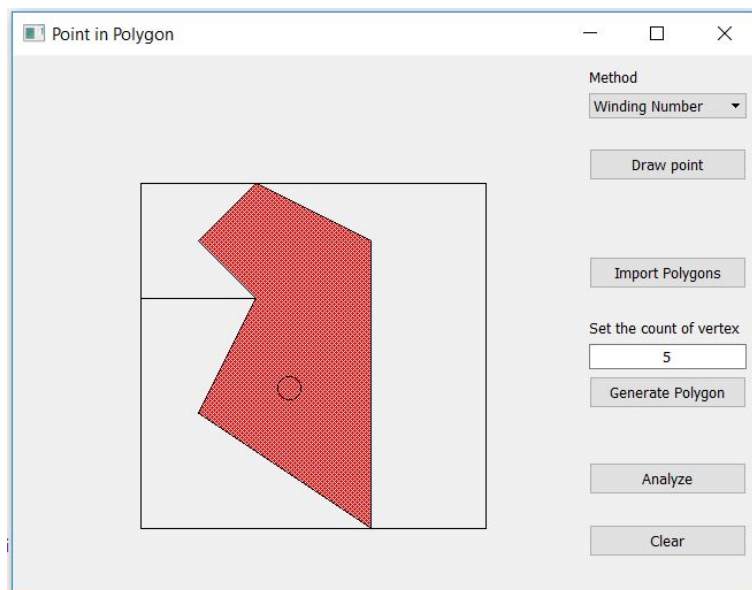 Point in Polygon
Method
Winding Number
Draw point
Import Polygons
Set the count of vertex
5
Generate Polygon
Analyze
Clear
i